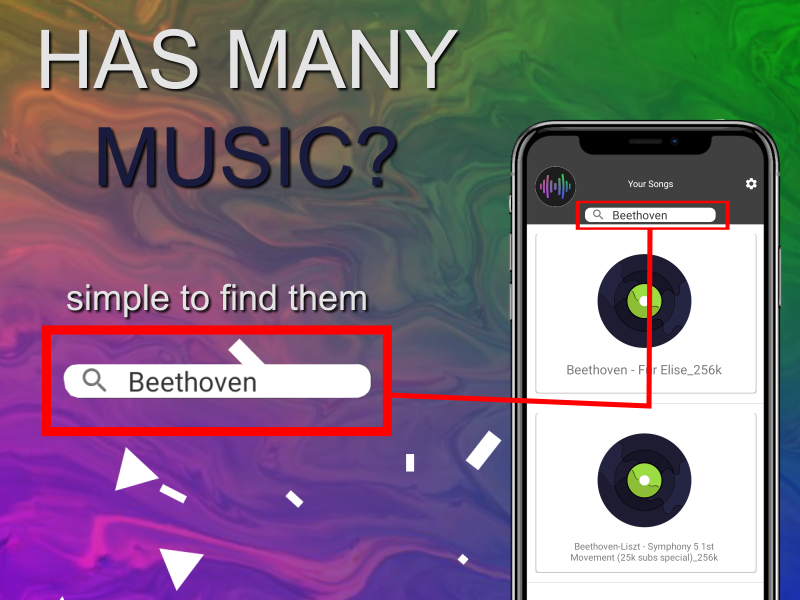 HAS MANY
MUSIC?
simple to find them
Beethoven
Your Songs
Beethoven
Beethoven - Für Elise_256k
Beethoven-Liszt - Symphony 5 1st
Movement (25k subs special)_256k